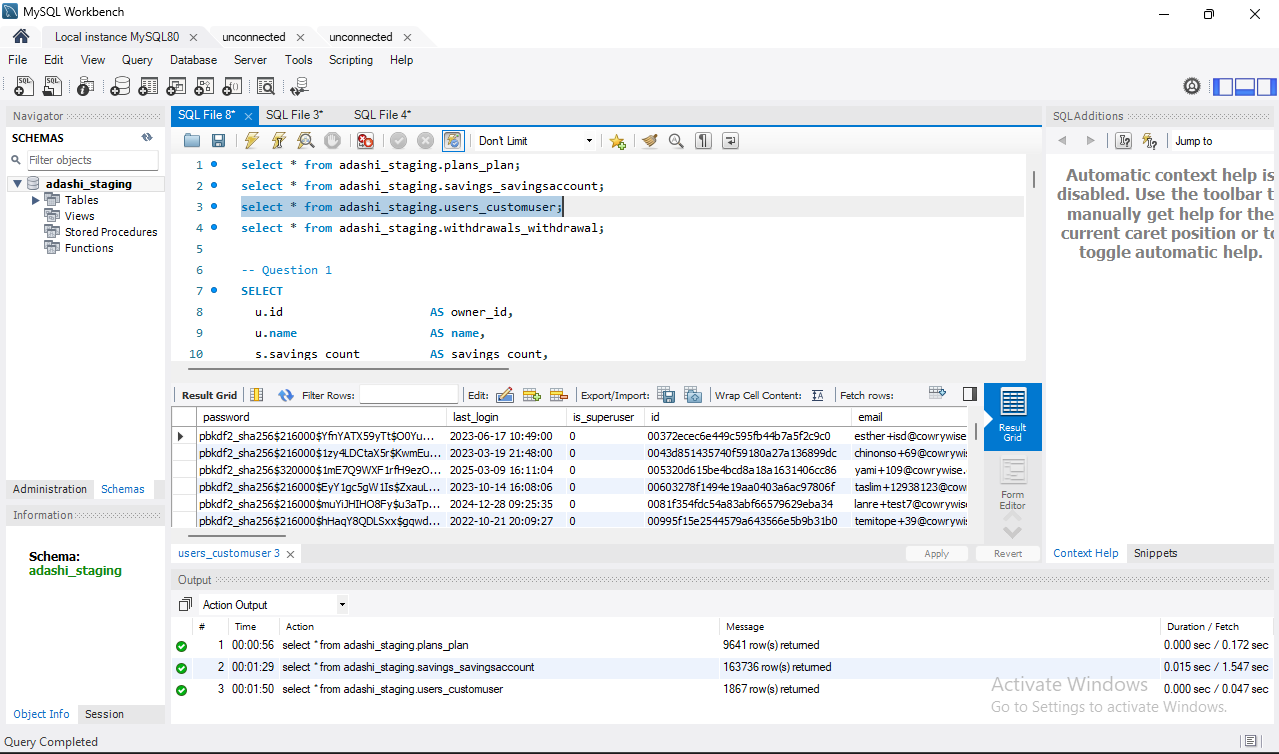 MySQL Workbench
Local instance MySQL80
unconnected
unconnected
File Edit View Query Database Server Tools Scripting Help
Navigator
SCHEMAS
Filter objects
adashi_staging
Tables
Views
Stored Procedures
Functions
Administration Schemas
Information
Schema:
adashi_staging
Object Info Session
SQL File 8* SQL File 3* SQL File 4*
Don't Limit
1 select * from adashi_staging.plans_plan;
2 select * from adashi_staging.savings_savingsaccount;
3 select * from adashi_staging.users_customuser;
4 select * from adashi_staging.withdrawals_withdrawal;
5
6 -- Question 1
7 SELECT
8 u.id AS owner_id,
9 u.name AS name,
10 s.savings_count AS savings_count,
Result Grid Filter Rows: Edit: Export/Import: Wrap Cell Content: Fetch rows:
password last_login is_superuser id email
pbkdf2_sha256$216000$YfnYATX59yTt$O0Yu... 2023-06-17 10:49:00 0 00372ecec6e449c595fb44b7a5f2c9c0 esther+isd@cowrywise
pbkdf2_sha256$216000$1zy4LDCtaX5r$KwmEu... 2023-03-19 21:48:00 0 0043d851435740f59180a27a136899dc chinonso+69@cowrywi
pbkdf2_sha256$320000$1mE7Q9WXF1rfH9ezO... 2025-03-09 16:11:04 0 005320d615be4bcd8a18a1631406cc86 yami+109@cowrywise.
pbkdf2_sha256$216000$EyY1gc5gW1Is$ZxauL... 2023-10-14 16:08:06 0 00603278f1494e19aa0403a6ac97806f taslim+12938123@cow
pbkdf2_sha256$216000$muYiJHIHO8Fy$u3aTp... 2024-12-28 09:25:35 0 0081f354fdc54a83abf66579629eba34 lanre+test7@cowrywis
pbkdf2_sha256$216000$hHaqY8QDLSxx$gqwd... 2022-10-21 20:09:27 0 00995f15e2544579a643566e5b9b31b0 temitope+39@cowrywis
Result
Grid
Form
Editor
users_customuser 3
Apply Revert
SQLAdditions
Jump to
Automatic context help is
disabled. Use the toolbar t
manually get help for the
current caret position or to
toggle automatic help.
Context Help Snippets
Output
Action Output
# Time Action Message Duration / Fetch
1 00:00:56 select * from adashi_staging.plans_plan 9641 row(s) returned 0.000 sec / 0.172 sec
2 00:01:29 select * from adashi_staging.savings_savingsaccount 163736 row(s) returned 0.015 sec / 1.547 sec
3 00:01:50 select * from adashi_staging.users_customuser 1867 row(s) returned 0.000 sec / 0.047 sec
Activate Windows
Go to Settings to activate Windows.
Query Completed